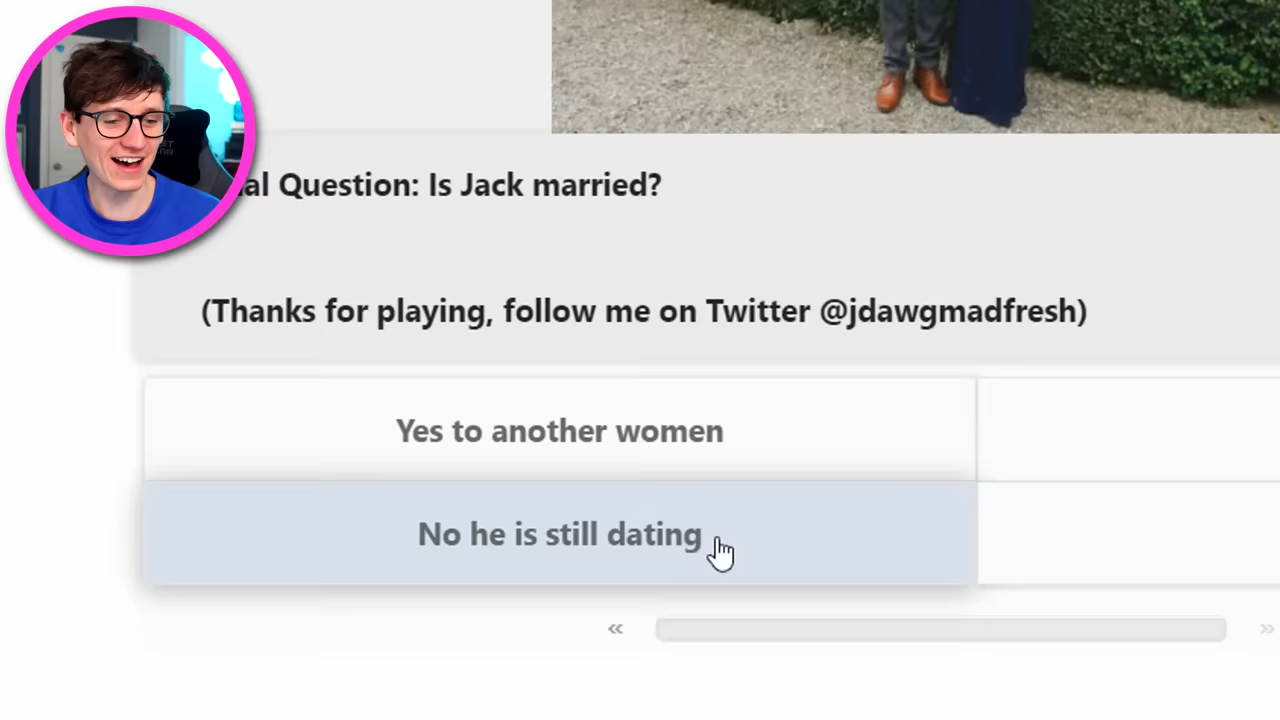 al Question: Is Jack married?
(Thanks for playing, follow me on Twitter @jdawgmadfresh)
Yes to another women
No he is still dating
«
»